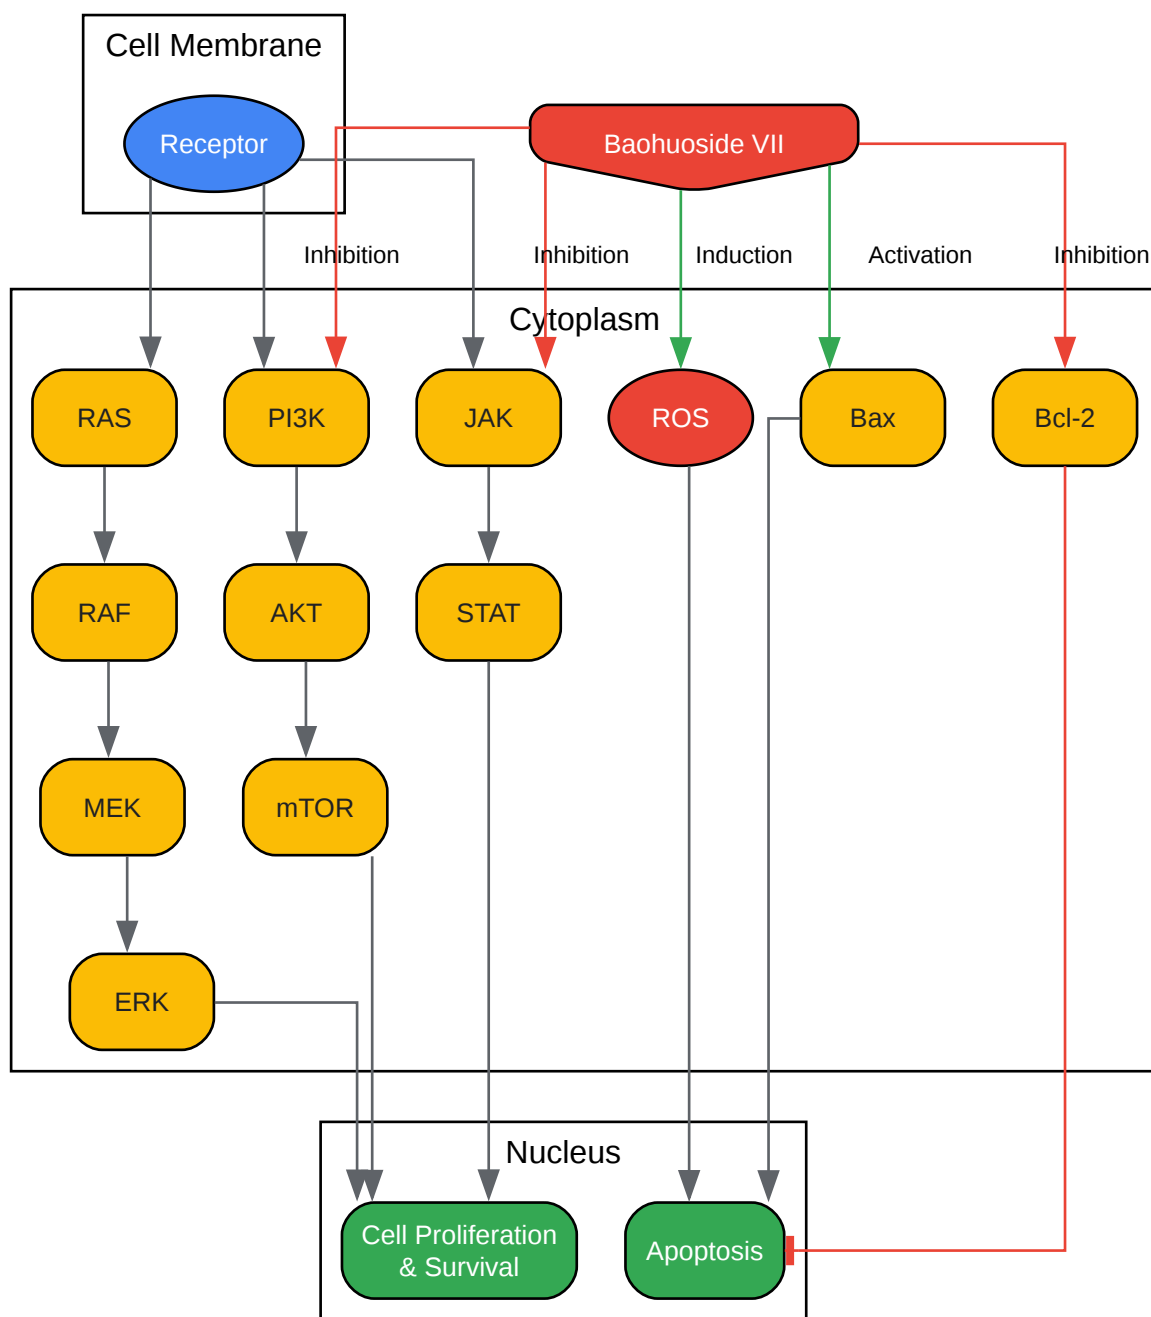 Cell Membrane
Receptor
Baohuoside VII
Inhibition
Inhibition
Induction
Activation
Inhibition
Cytoplasm
RAS
PI3K
JAK
ROS
Bax
Bcl-2
RAF
AKT
STAT
MEK
mTOR
ERK
Nucleus
Cell Proliferation
& Survival
Apoptosis